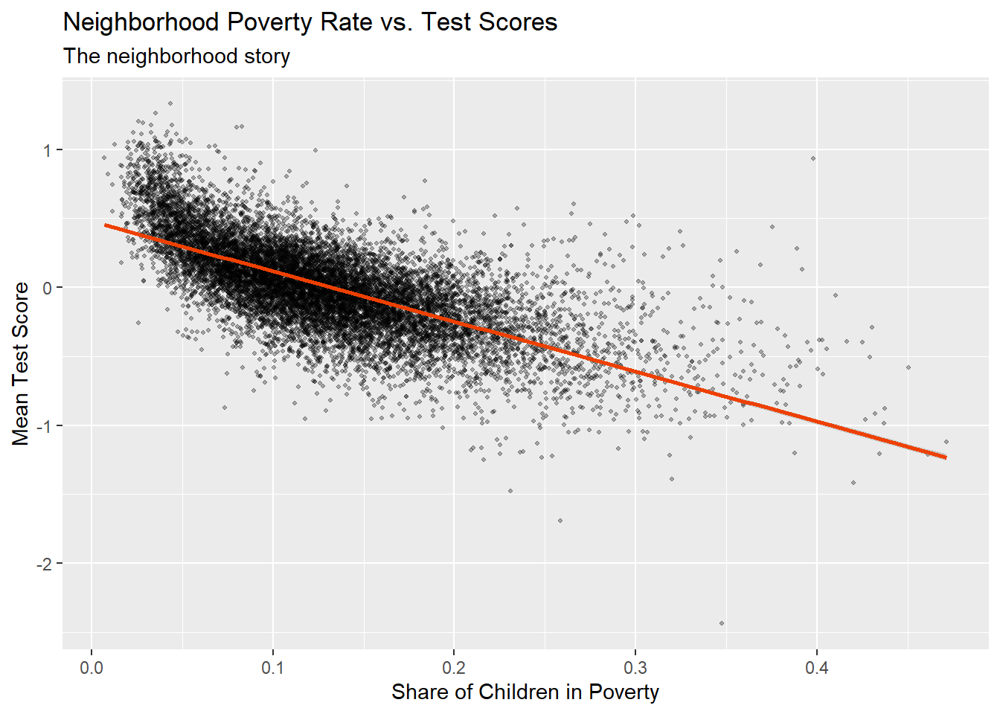 Neighborhood Poverty Rate vs. Test Scores
The neighborhood story
Mean Test Score
1
0
-1
-2
0.0 0.1 0.2 0.3 0.4
Share of Children in Poverty